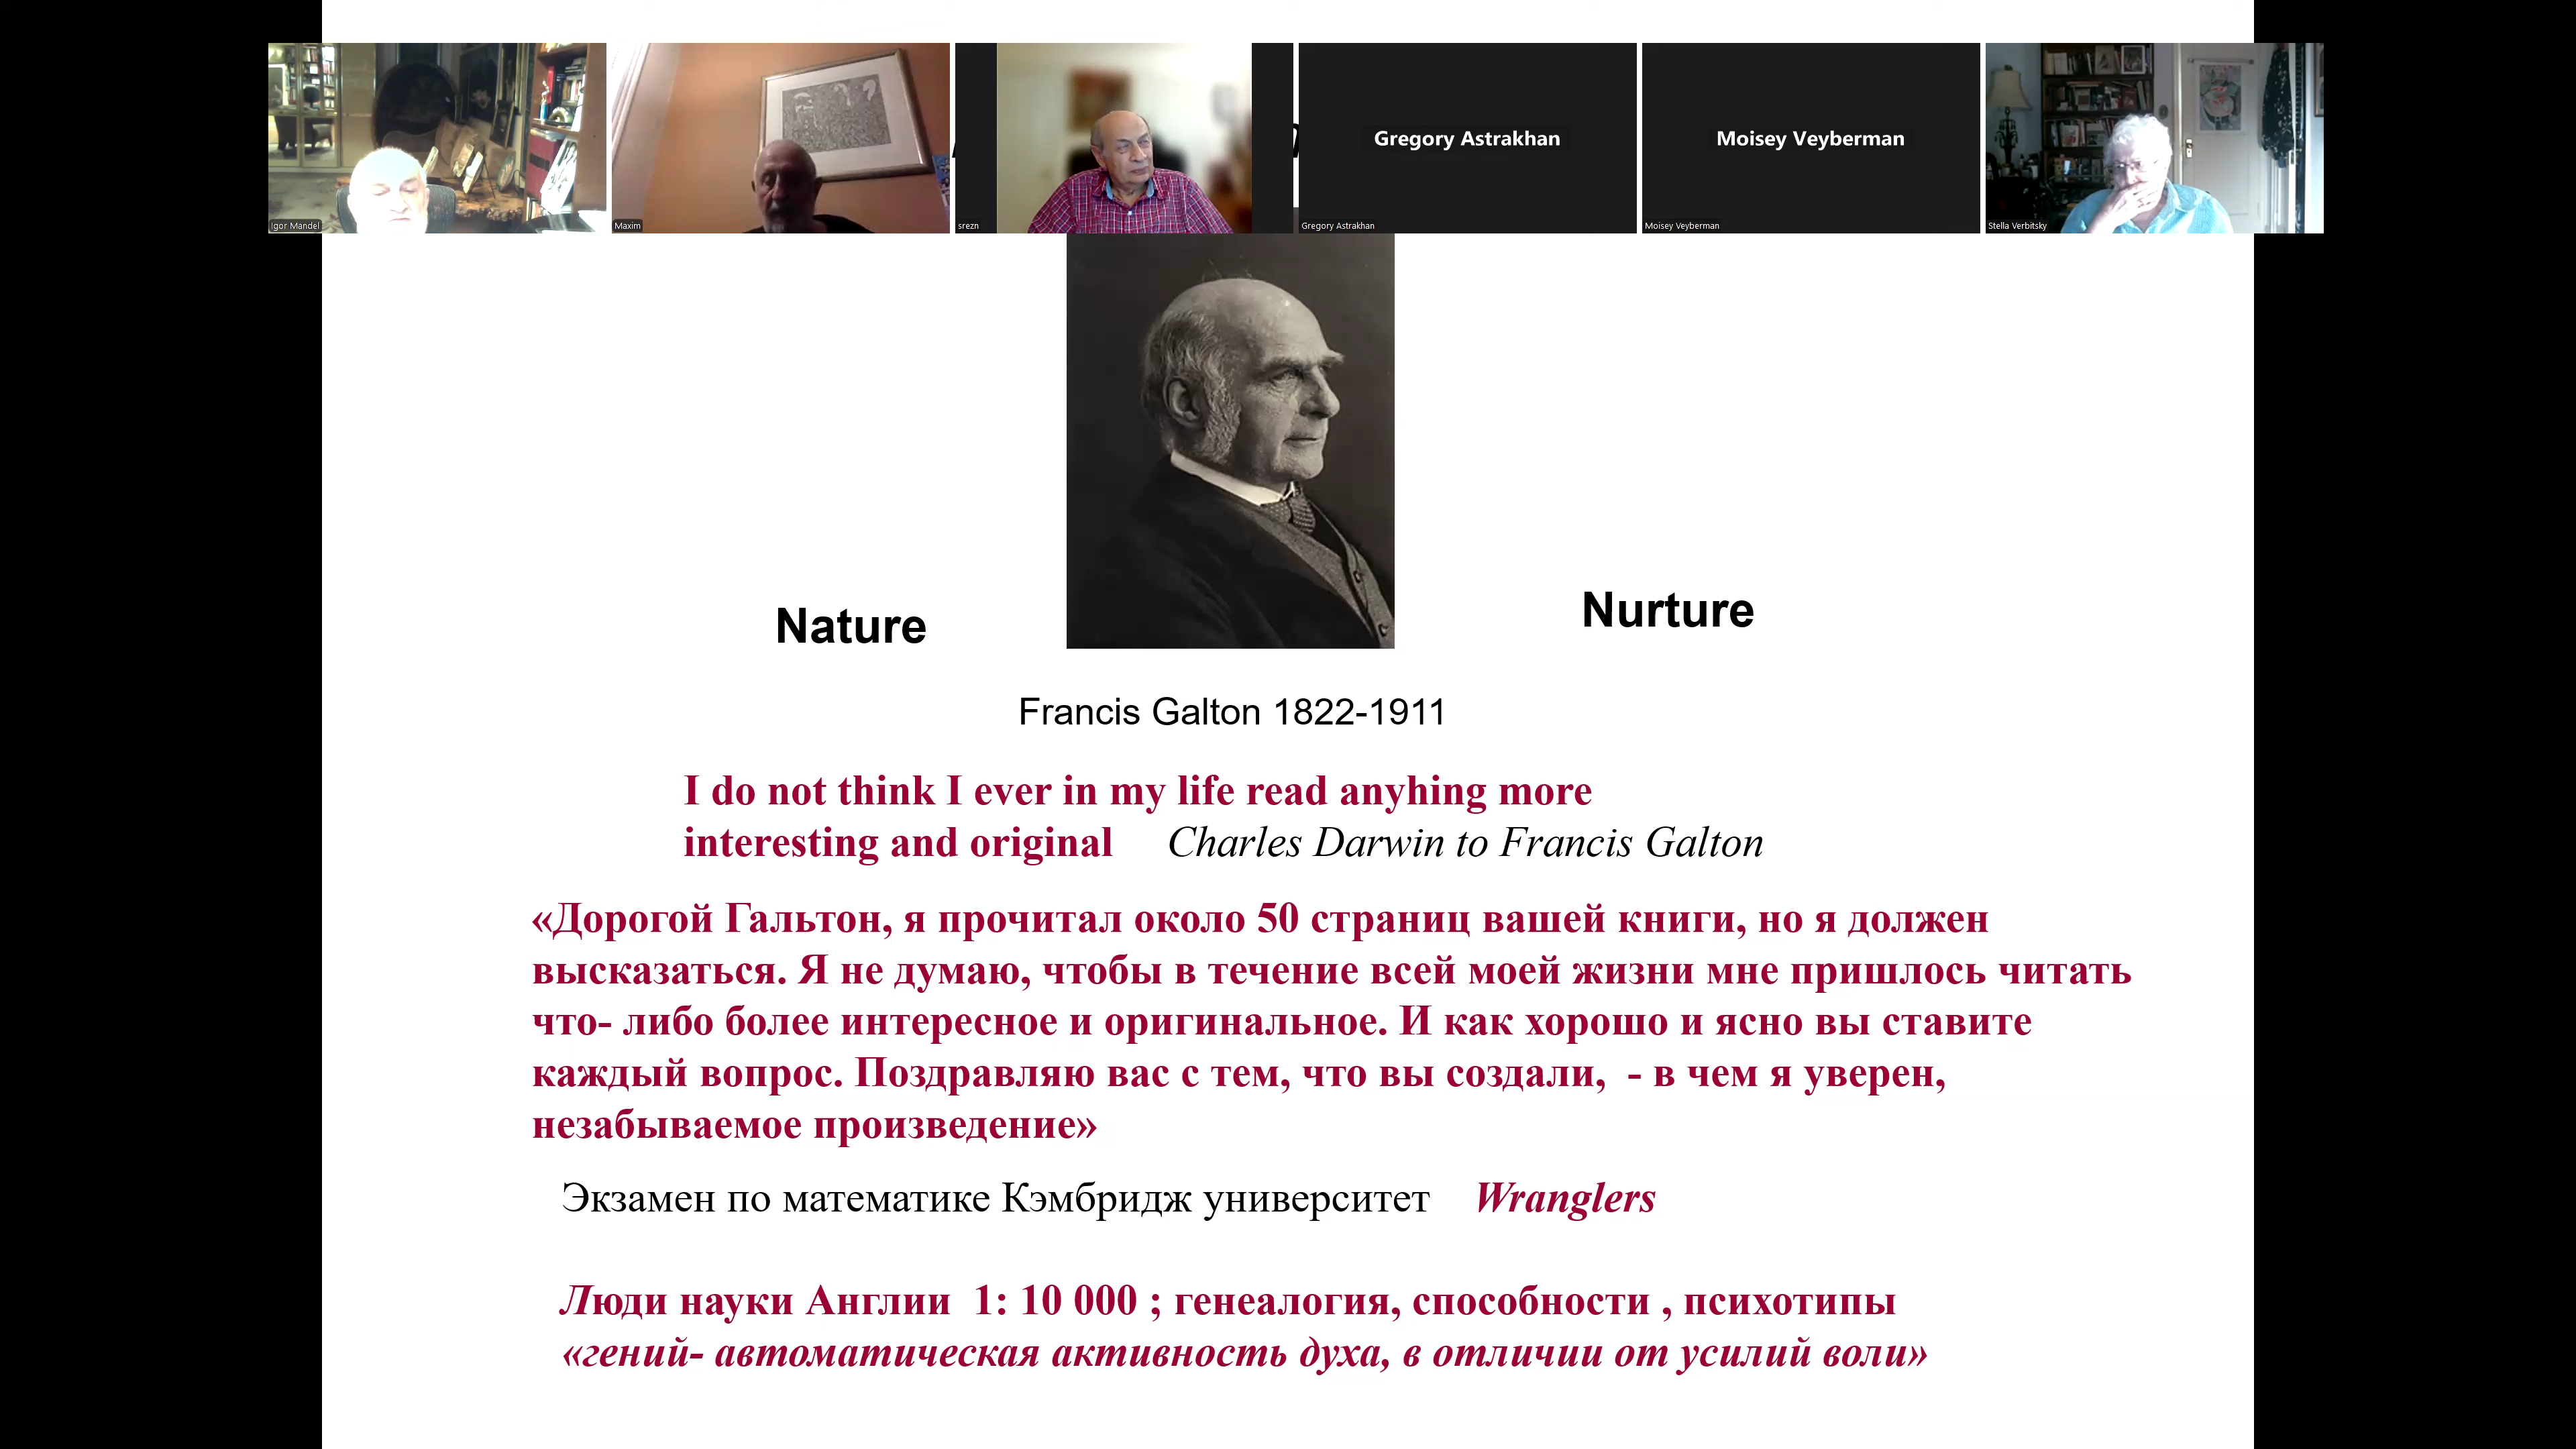 Igor Mandel
Maxim
srezn
Gregory Astrakhan
Gregory Astrakhan
Moisey Veyberman
Moisey Veyberman
Stella Verbitsky
Nature
Nurture
Francis Galton 1822-1911
I do not think I ever in my life read anyhing more
interesting and original Charles Darwin to Francis Galton
«Дорогой Гальтон, я прочитал около 50 страниц вашей книги, но я должен
высказаться. Я не думаю, чтобы в течение всей моей жизни мне пришлось читать
что- либо более интересное и оригинальное. И как хорошо и ясно вы ставите
каждый вопрос. Поздравляю вас с тем, что вы создали, - в чем я уверен,
незабываемое произведение»
Экзамен по математике Кэмбридж университет Wranglers
Люди науки Англии 1: 10 000 ; генеалогия, способности , психотипы
«гений- автоматическая активность духа, в отличии от усилий воли»